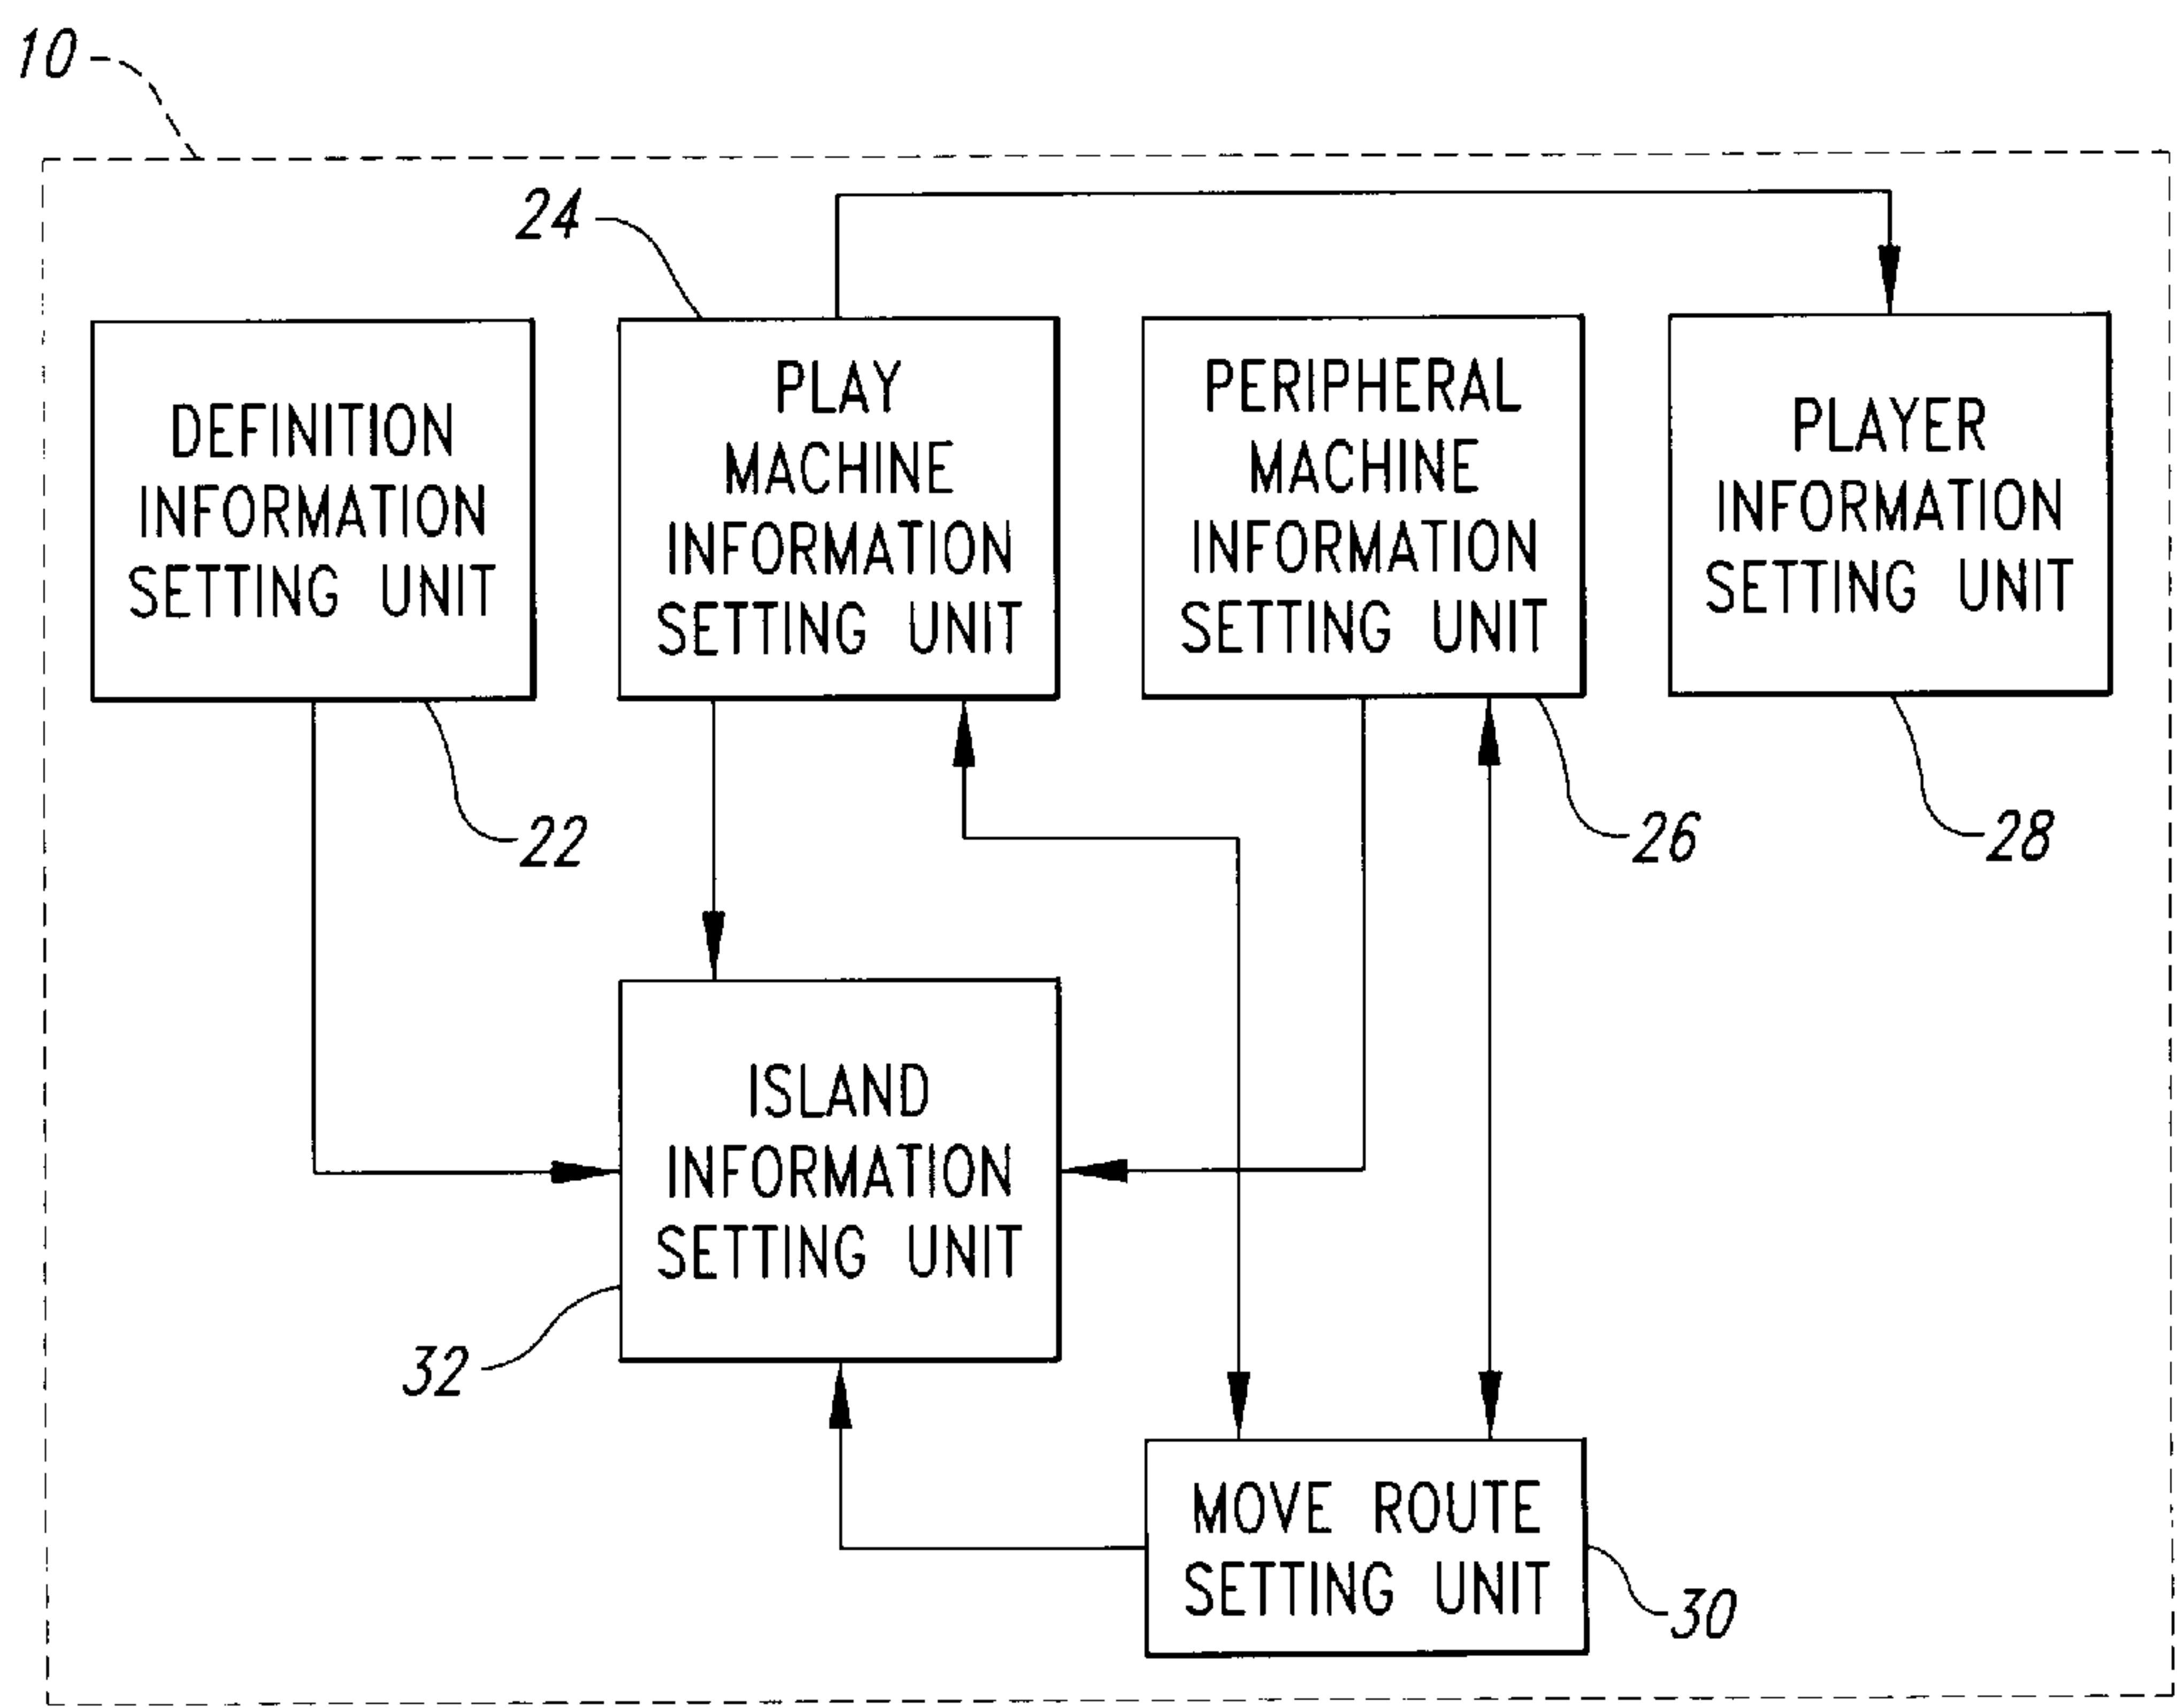 10
24
DEFINITION
INFORMATION
SETTING UNIT
PLAY
MACHINE
INFORMATION
SETTING UNIT
PERIPHERAL
MACHINE
INFORMATION
SETTING UNIT
PLAYER
INFORMATION
SETTING UNIT
22
26
28
ISLAND
INFORMATION
SETTING UNIT
32
MOVE ROUTE
SETTING UNIT
30